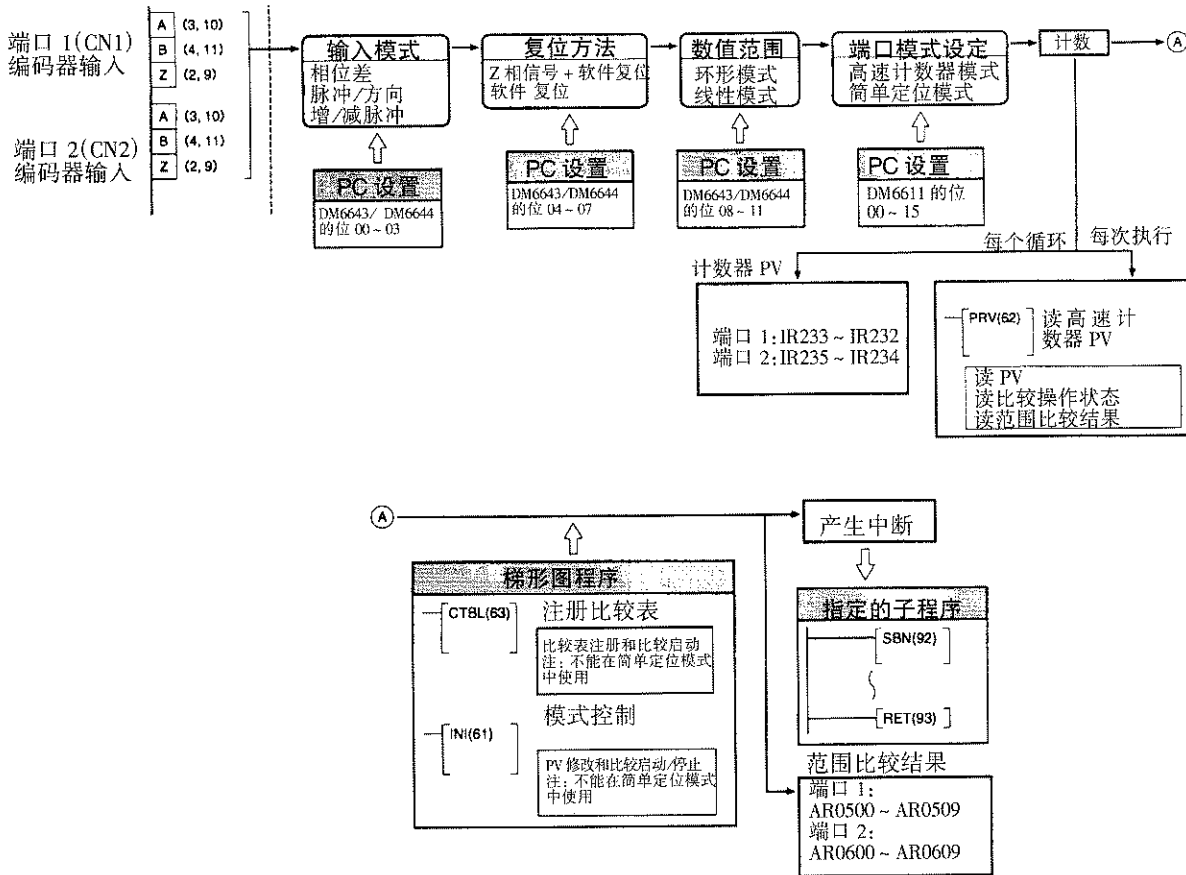 端口 1(CN1)
编码器输入
A (3, 10)
B (4, 11)
Z (2, 9)
端口 2(CN2)
编码器输入
A (3, 10)
B (4, 11)
Z (2, 9)
输入模式
相位差
脉冲/方向
增/减脉冲
PC 设置
DM6643/ DM6644
的位 00~03
复位方法
Z 相信号 + 软件复位
软件 复位
PC 设置
DM6643/DM6644
的位 04~07
数值范围
环形模式
线性模式
PC 设置
DM6643/DM6644
的位 08~11
端口模式设定
高速计数器模式
简单定位模式
PC 设置
DM6611 的位
00~15
计数
A
每个循环
每次执行
计数器 PV
端口 1:IR233~IR232
端口 2:IR235~IR234
PRV(62) 读高速计
数器 PV
读 PV
读比较操作状态
读范围比较结果
A
梯形图程序
CTBL(63)
注册比较表
比较表注册和比较启动
注: 不能在简单定位模式
中使用
模式控制
INI(61)
PV 修改和比较启动/停止
注: 不能在简单定位模式
中使用
产生中断
指定的子程序
SBN(92)
RET(93)
范围比较结果
端口 1:
AR0500~AR0509
端口 2:
AR0600~AR0609